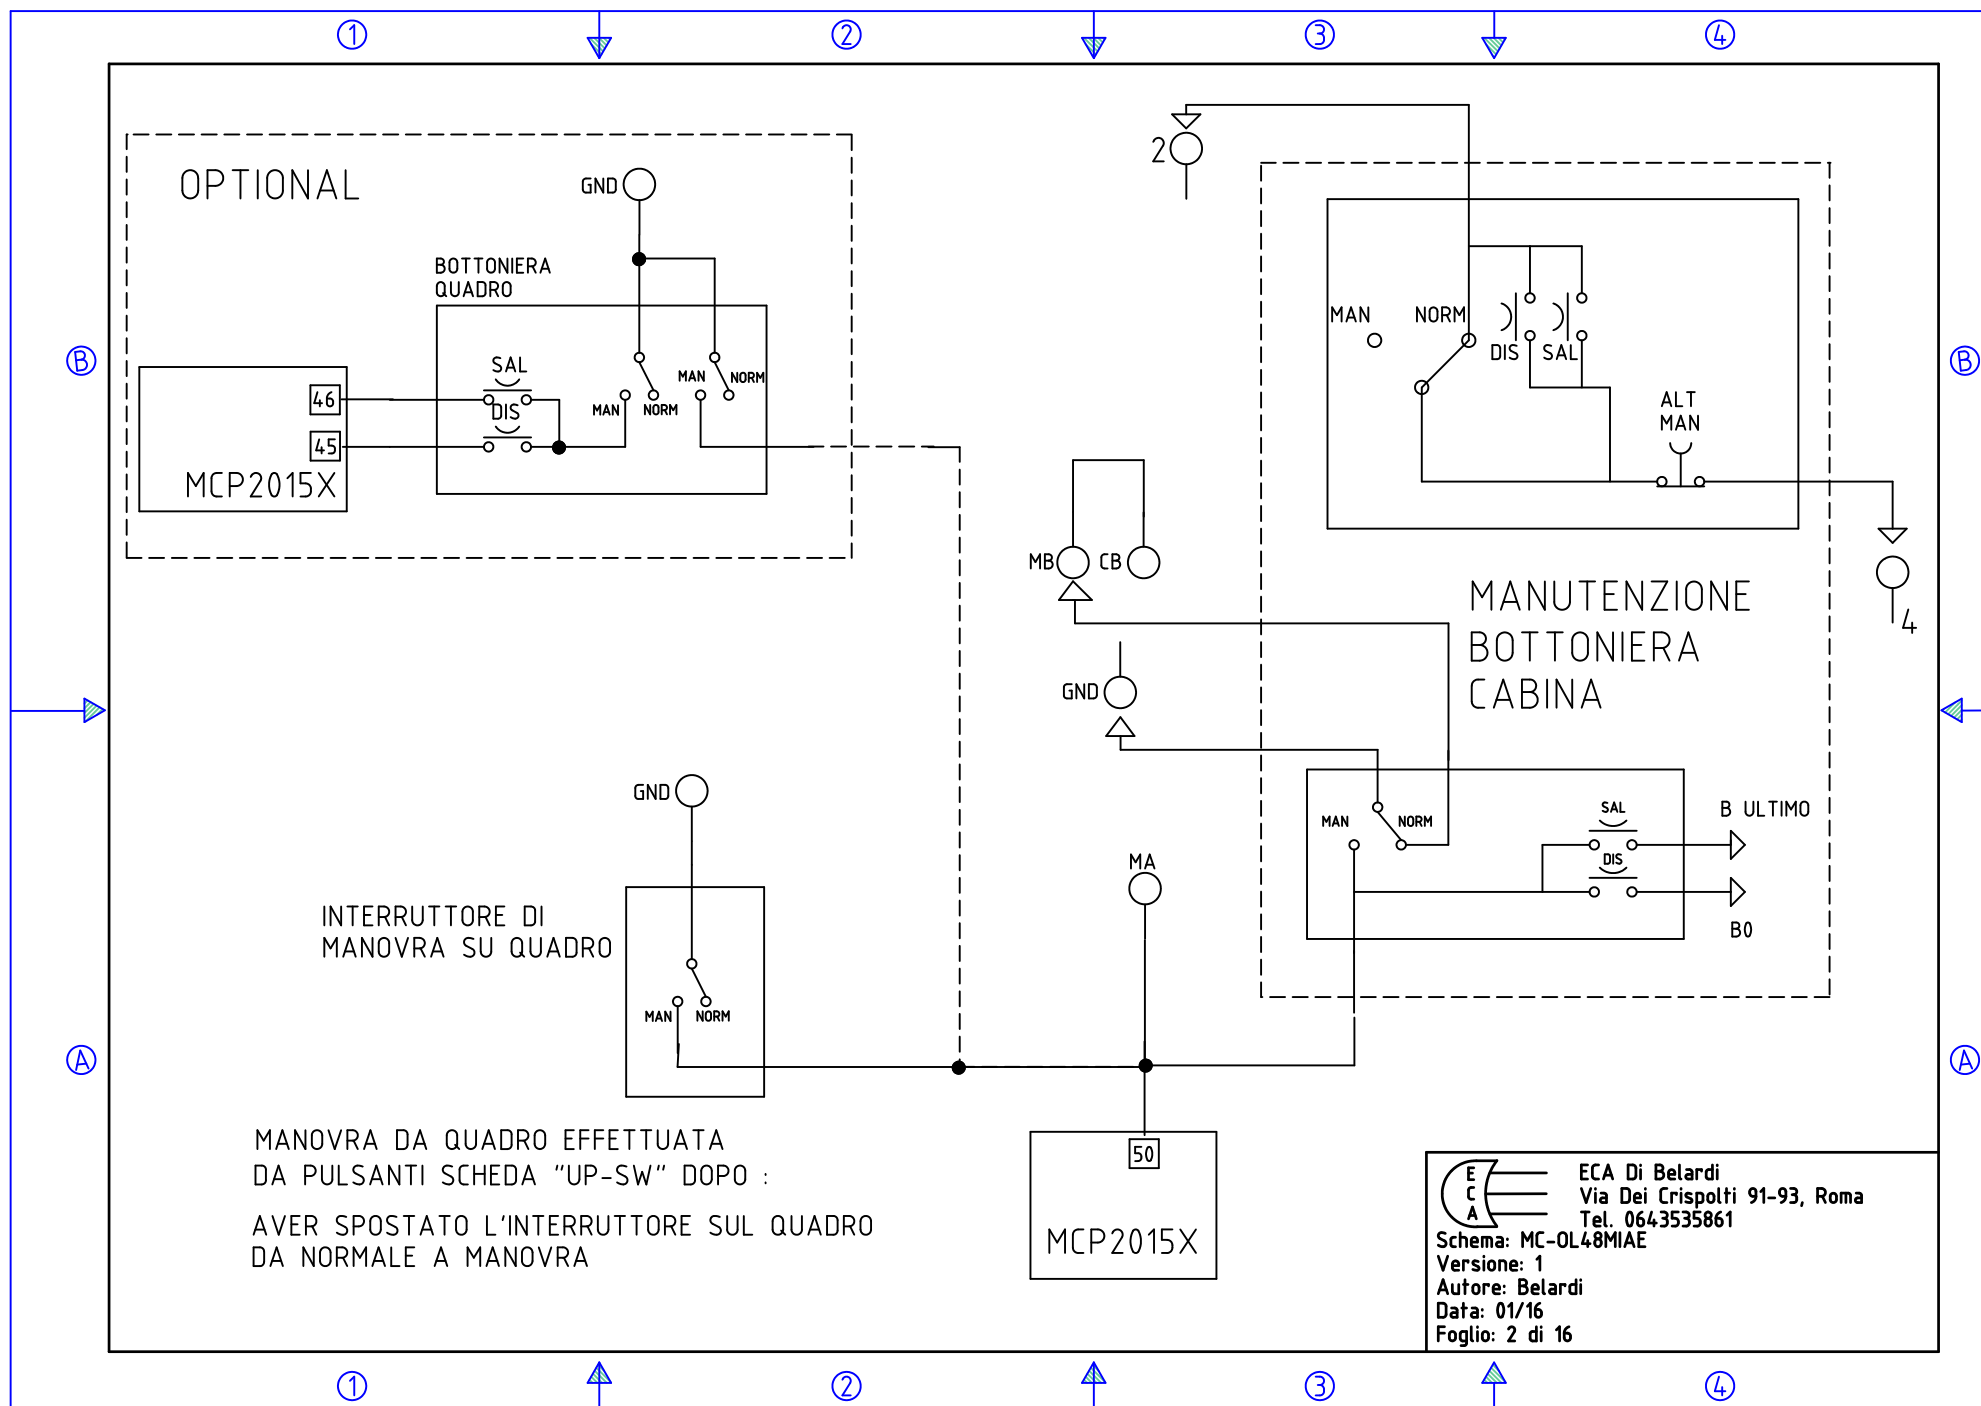 1
2
3
4
OPTIONAL
GND
BOTTONIERA
QUADRO
SAL
DIS
MAN
NORM
MAN
NORM
46
45
MCP2015X
2
MAN
NORM
DIS
SAL
ALT
MAN
4
B
B
MB
CB
GND
MANUTENZIONE
BOTTONIERA
CABINA
MAN
NORM
SAL
DIS
B ULTIMO
B0
GND
INTERRUTTORE DI
MANOVRA SU QUADRO
MAN
NORM
MA
A
A
50
MCP2015X
MANOVRA DA QUADRO EFFETTUATA
DA PULSANTI SCHEDA "UP-SW" DOPO :
AVER SPOSTATO L'INTERRUTTORE SUL QUADRO
DA NORMALE A MANOVRA
E
C
A
ECA Di Belardi
Via Dei Crispolti 91-93, Roma
Tel. 0643535861
Schema: MC-OL48MIAE
Versione: 1
Autore: Belardi
Data: 01/16
Foglio: 2 di 16
1
2
3
4